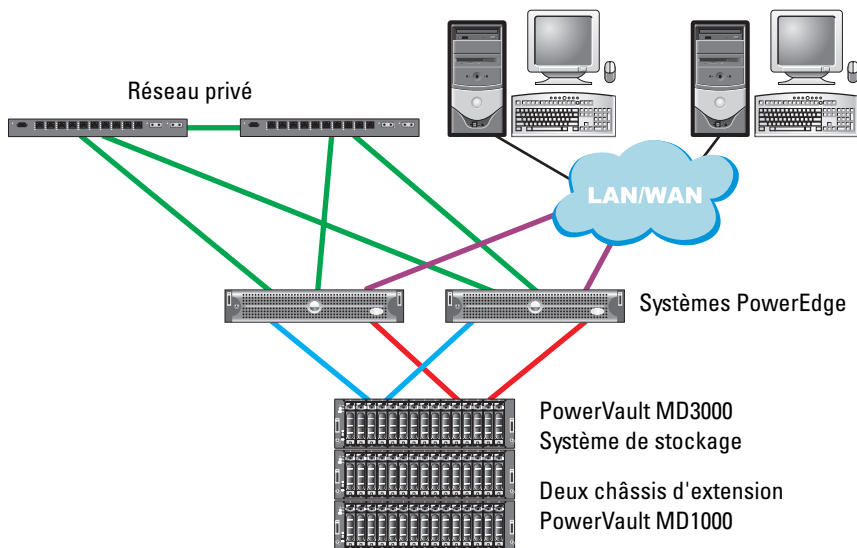 Réseau privé
LAN/WAN
Systèmes PowerEdge
PowerVault MD3000
Système de stockage
Deux châssis d'extension
PowerVault MD1000